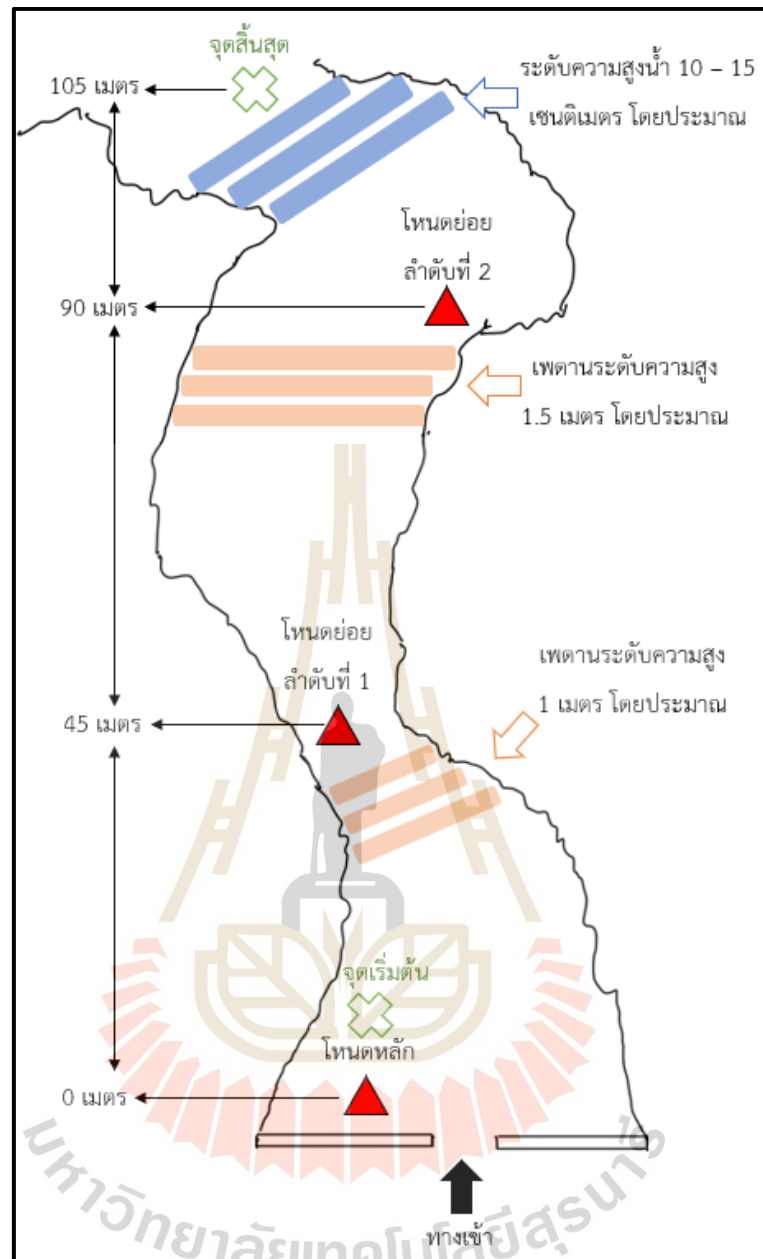 จุดสิ้นสุด
105 เมตร
ระดับความสูงน้ำ 10 – 15
เซนติเมตร โดยประมาณ
โหนดย่อย
ลำดับที่ 2
90 เมตร
เพดานระดับความสูง
1.5 เมตร โดยประมาณ
โหนดย่อย
ลำดับที่ 1
เพดานระดับความสูง
1 เมตร โดยประมาณ
45 เมตร
จุดเริ่มต้น
โหนดหลัก
0 เมตร
ทางเข้า
มหาวิทยาลัยเทคโนโลยีสุรนารี